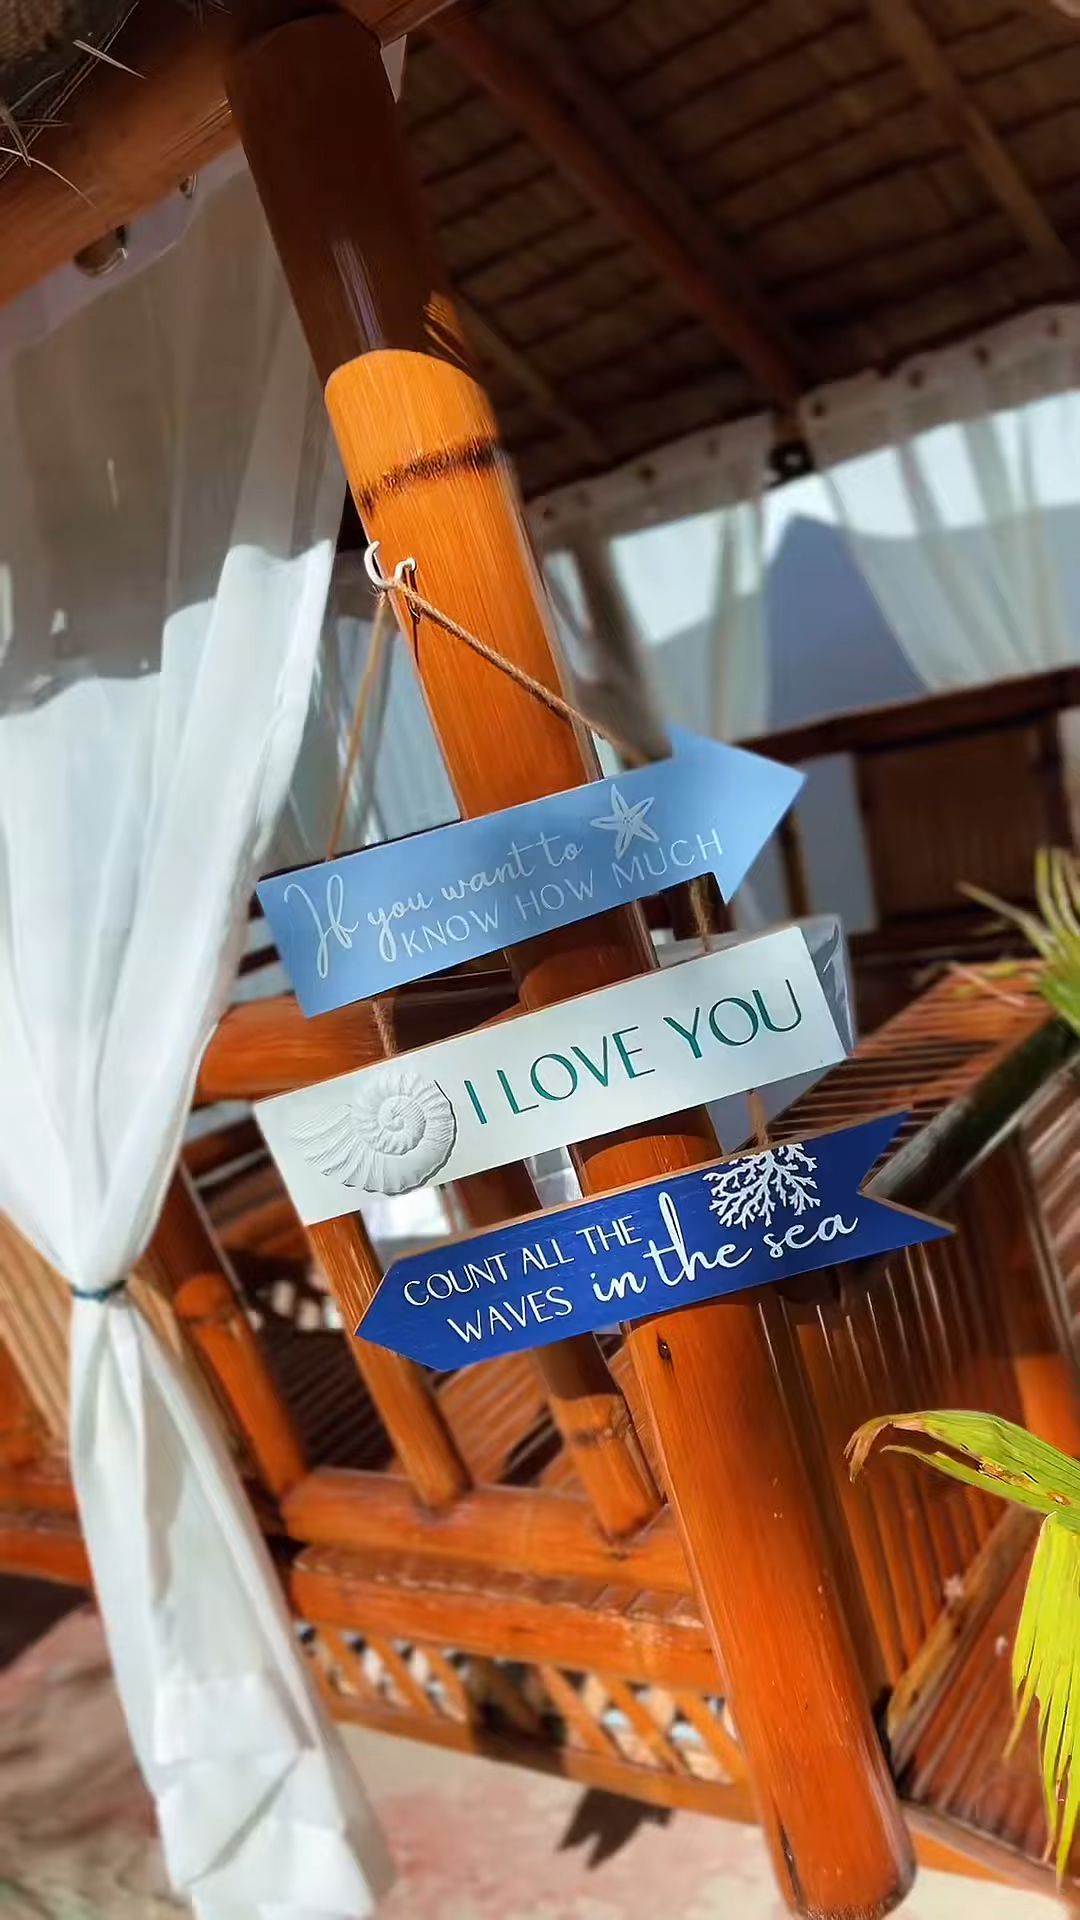 If you want to
KNOW HOW MUCH
I LOVE YOU
COUNT ALL THE
WAVES in the sea